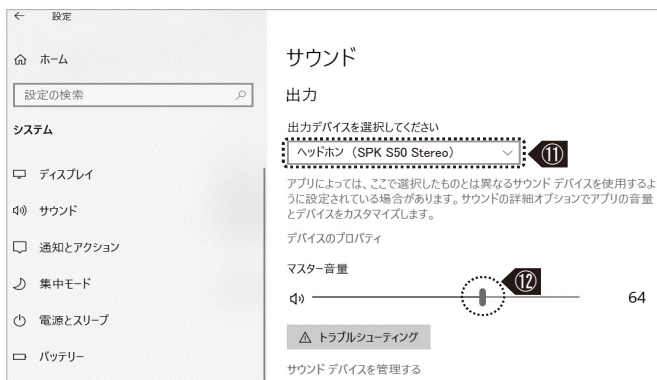 ← 設定
ホーム
設定の検索
システム
ディスプレイ
サウンド
通知とアクション
集中モード
電源とスリープ
バッテリー
サウンド
出力
出力デバイスを選択してください
ヘッドホン (SPK S50 Stereo)
⑪
アプリによっては、ここで選択したものとは異なるサウンド デバイスを使用するよ
うに設定されている場合があります。サウンドの詳細オプションでアプリの音量
とデバイスをカスタマイズします。
デバイスのプロパティ
マスター音量
⑫
64
トラブルシューティング
サウンド デバイスを管理する